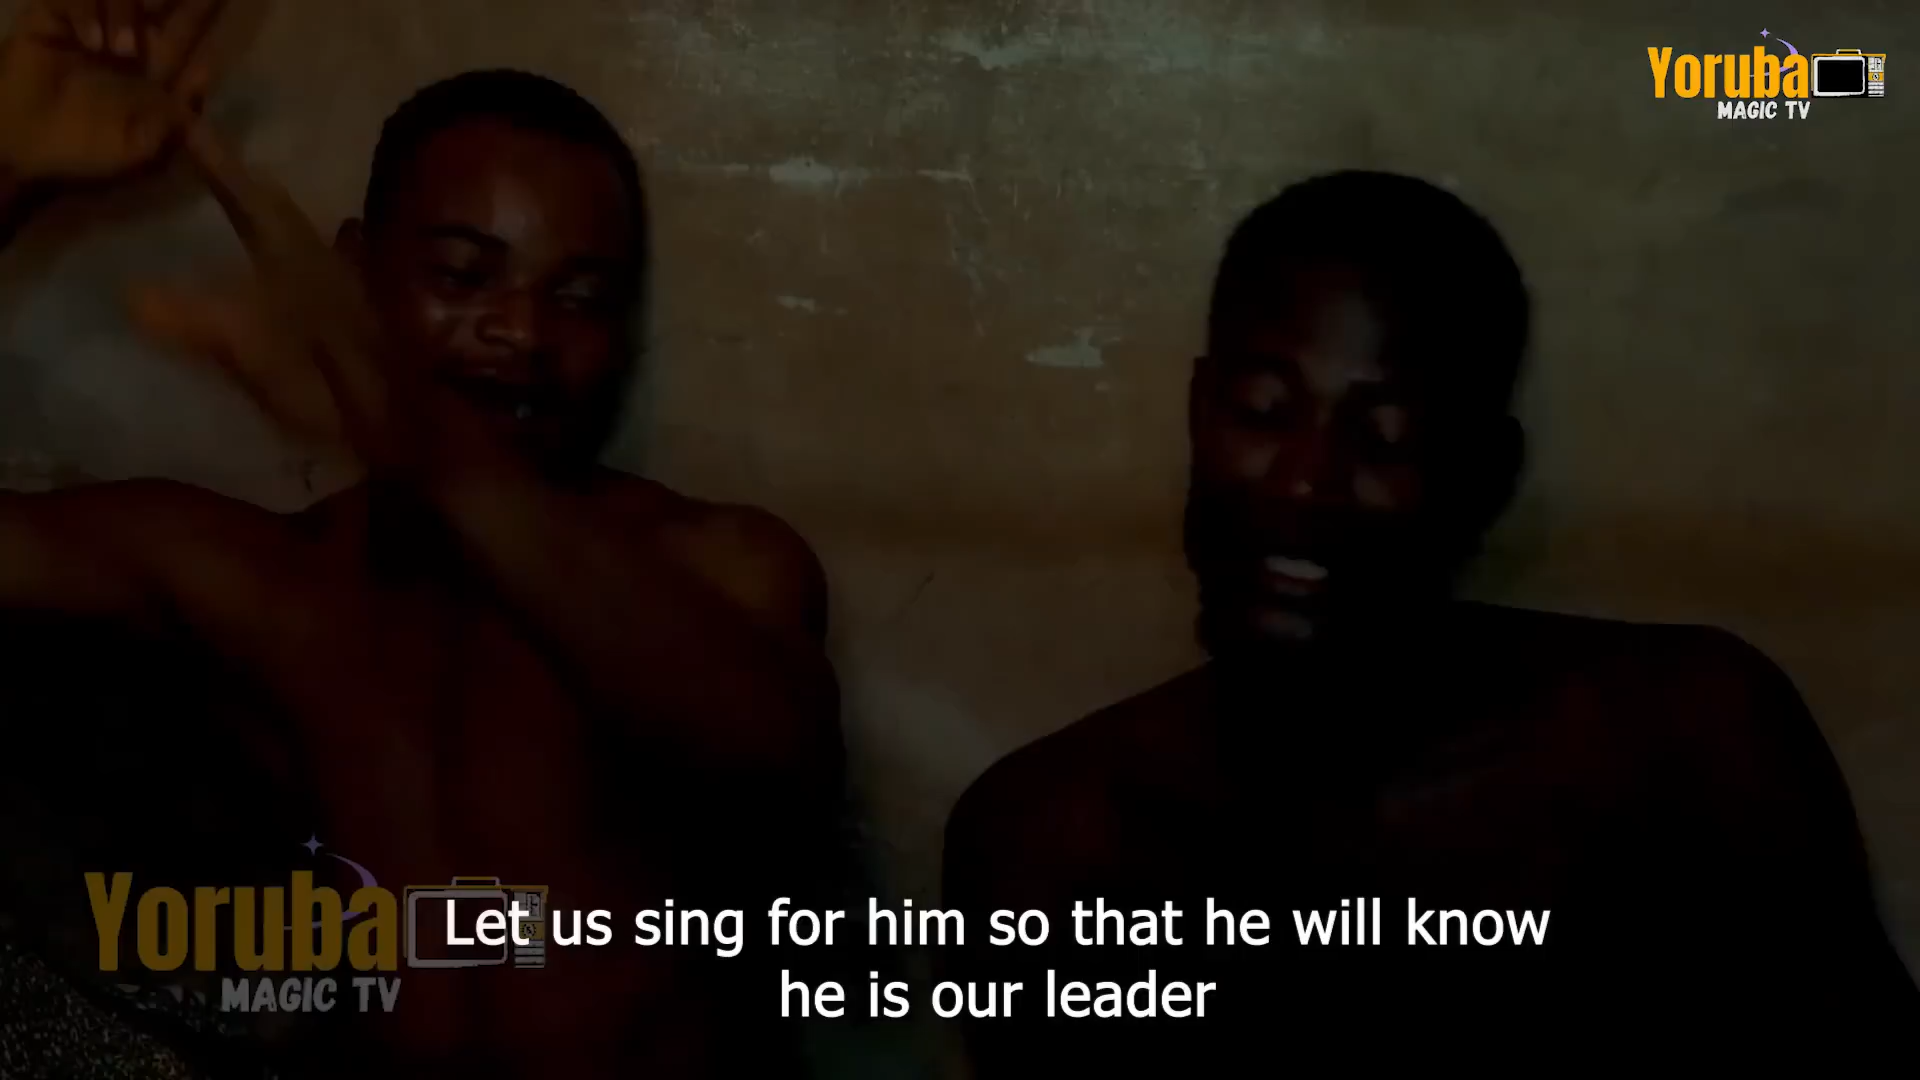 Yoruba
MAGIC TV
Yoruba
MAGIC TV
Let us sing for him so that he will know
he is our leader